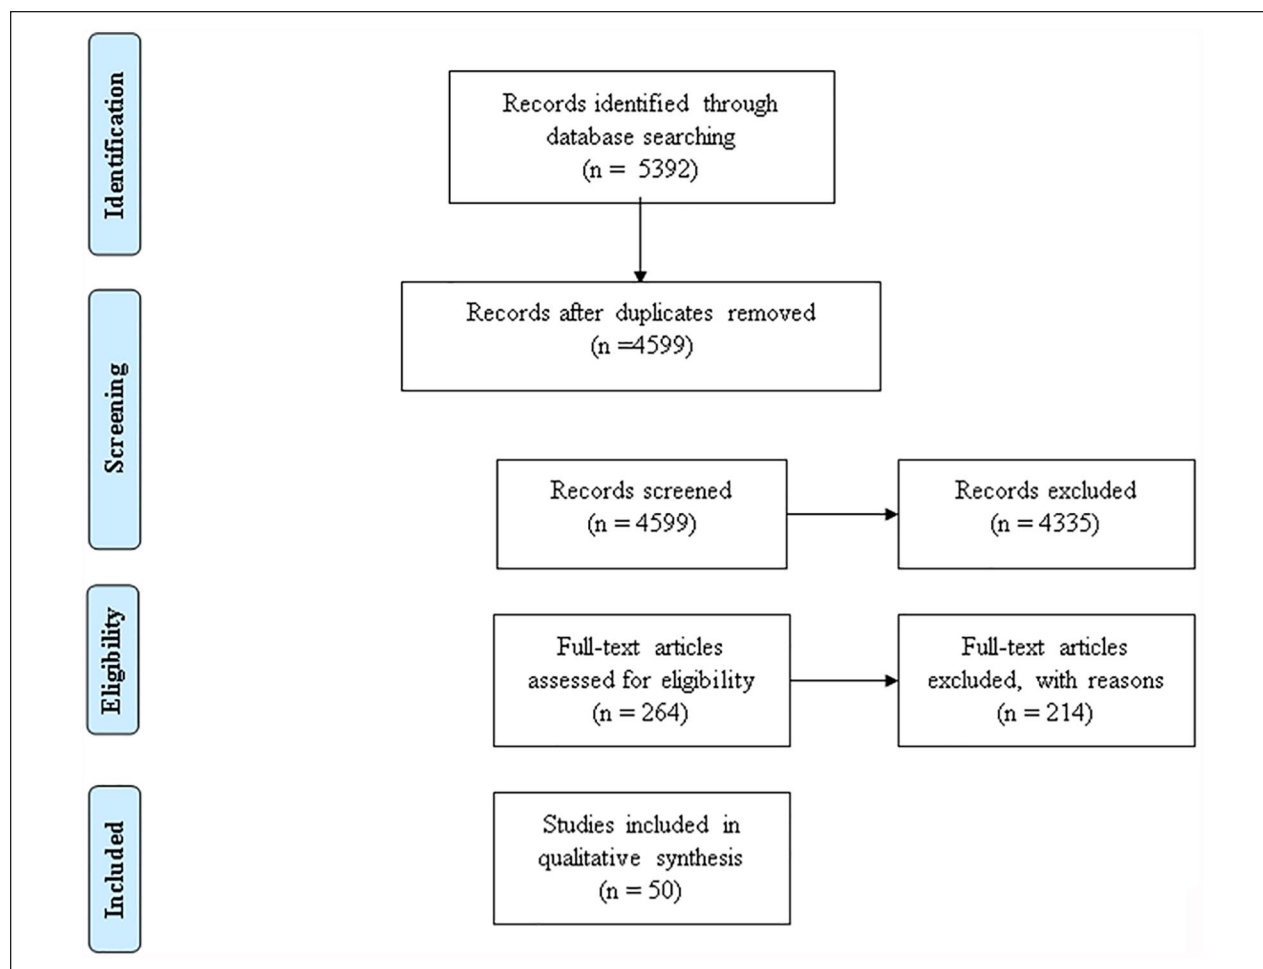 Identification
Records identified through
database searching
(n = 5392)
Screening
Records after duplicates removed
(n =4599)
Records screened
(n = 4599)
Records excluded
(n = 4335)
Eligibility
Full-text articles
assessed for eligibility
(n = 264)
Full-text articles
excluded, with reasons
(n = 214)
Included
Studies included in
qualitative synthesis
(n = 50)